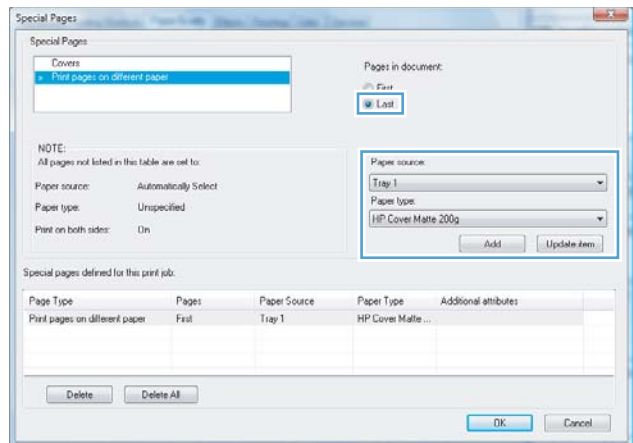 Special Pages
Special Pages
Covers
» Print pages on different paper
Pages in document:
First
Last
NOTE:
All pages not listed in this table are set to:
Paper source: Automatically Select
Paper type: Unspecified
Print on both sides: On
Paper source:
Tray 1
Paper type:
HP Cover Matte 200g
Add Update item
Special pages defined for this print job.
Page Type Pages Paper Source Paper Type Additional attributes
Print pages on different paper First Tray 1 HP Cover Matte ...
Delete Delete All
OK Cancel